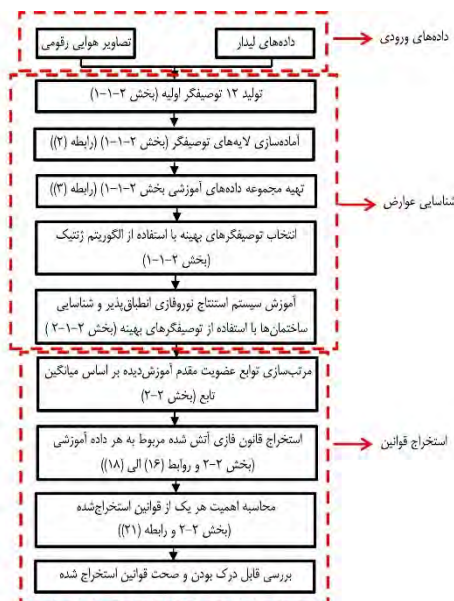 داده‌های ورودی
داده‌های لیدار
تصاویر هوایی رقومی
تولید ۱۲ توصیفگر اولیه (بخش ۲-۱-۱)
آماده‌سازی لایه‌های توصیفگر (بخش ۲-۱-۱) (رابطه (۲))
تهیه مجموعه داده‌های آموزشی بخش ۲-۱-۱) (رابطه (۳))
انتخاب توصیفگرهای بهینه با استفاده از الگوریتم ژنتیک
(بخش ۲-۱-۱)
آموزش سیستم استنتاج نوروفازی انطباق‌پذیر و شناسایی
ساختمان‌ها با استفاده از توصیفگرهای بهینه (بخش ۲-۱-۲)
شناسایی عوارض
مرتب‌سازی توابع عضویت مقدم آموزش‌دیده بر اساس میانگین
تابع (بخش ۲-۲)
استخراج قانون فازی آتش شده مربوط به هر داده آموزشی
(بخش ۲-۲ و روابط (۱۶) الی (۱۸))
محاسبه اهمیت هر یک از قوانین استخراج‌شده
(بخش ۲-۲ و رابطه (۲۱))
بررسی قابل درک بودن و صحت قوانین استخراج شده
استخراج قوانین